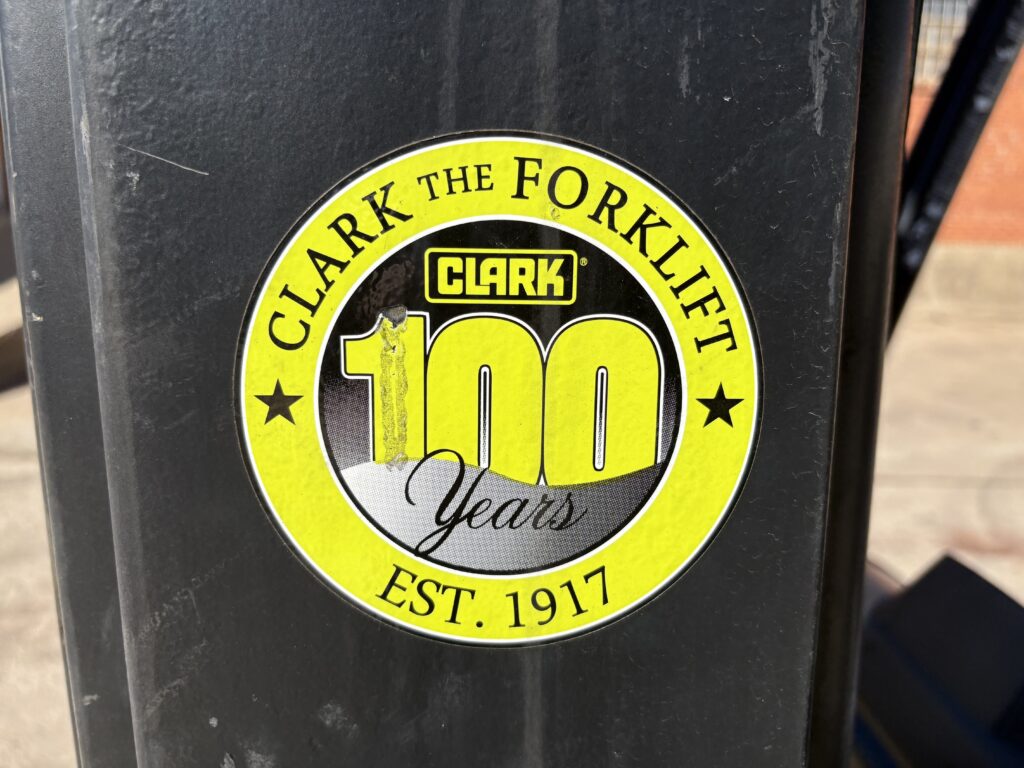 CLARK THE FORKLIFT
CLARK®
100
Years
EST. 1917